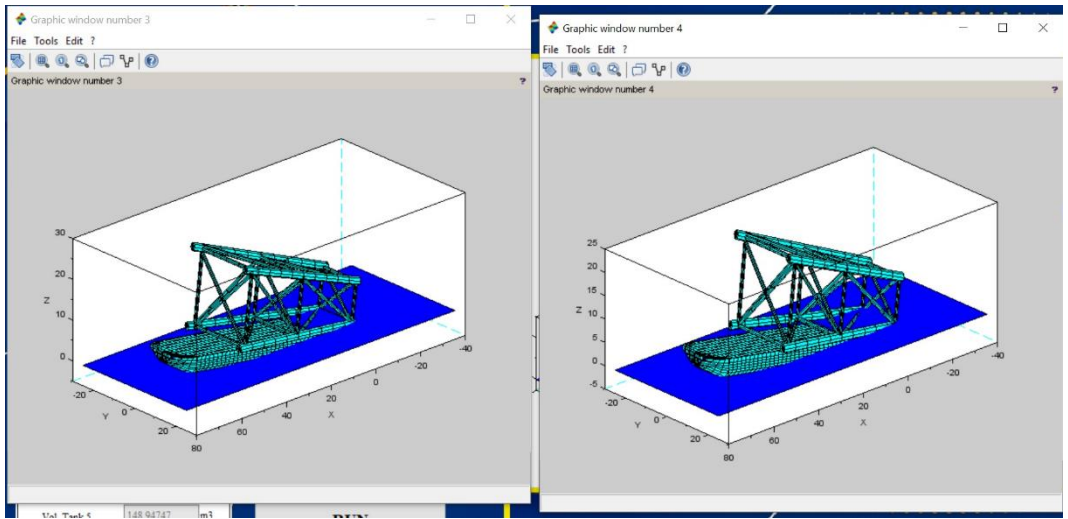 Graphic window number 3
File Tools Edit ?
Graphic window number 3 ?
30
20
10
0
Z
-20
0
20
Y
80
60
40
20
0
-20
-40
X
Graphic window number 4
File Tools Edit ?
Graphic window number 4 ?
25
20
15
10
5
0
-5
Z
-20
0
20
Y
80
60
40
20
0
-20
-40
X
Vol. Tank 5 148.94747 m3
RUN